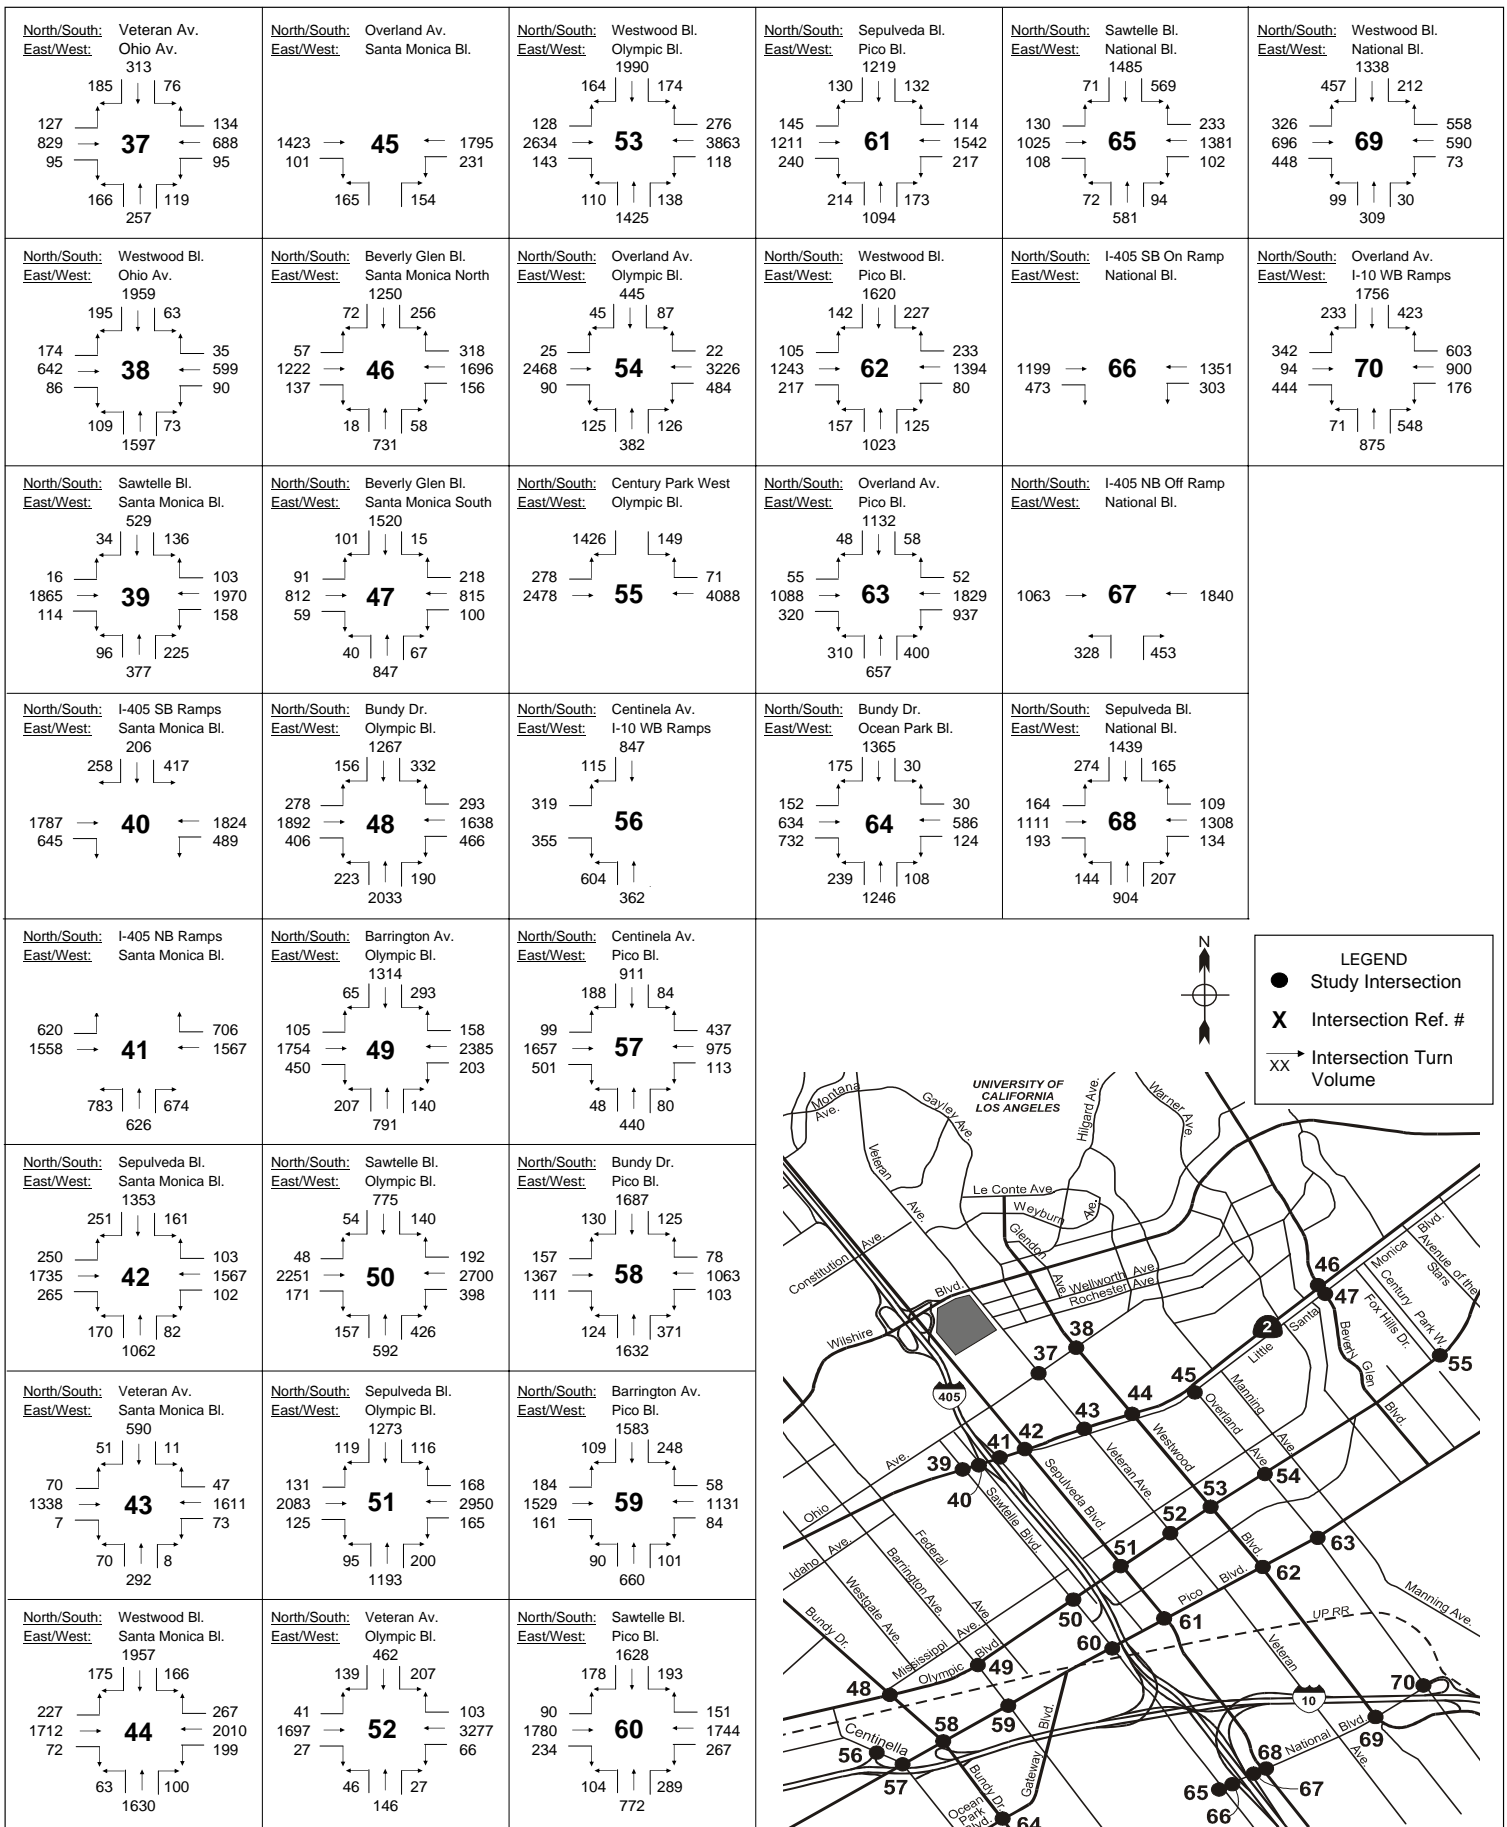 North/South: Veteran Av.
East/West: Ohio Av.
313
185 76
127 134
829 37 688
95 95
166 119
257
North/South: Overland Av.
East/West: Santa Monica Bl.
1423 45 1795
101 231
165 154
North/South: Westwood Bl.
East/West: Olympic Bl.
1990
164 174
128 276
2634 53 3863
143 118
110 138
1425
North/South: Sepulveda Bl.
East/West: Pico Bl.
1219
130 132
145 114
1211 61 1542
240 217
214 173
1094
North/South: Sawtelle Bl.
East/West: National Bl.
1485
71 569
130 233
1025 65 1381
108 102
72 94
581
North/South: Westwood Bl.
East/West: National Bl.
1338
457 212
326 558
696 69 590
448 73
99 30
309
North/South: Westwood Bl.
East/West: Ohio Av.
1959
195 63
174 35
642 38 599
86 90
109 73
1597
North/South: Beverly Glen Bl.
East/West: Santa Monica North
1250
72 256
57 318
1222 46 1696
137 156
18 58
731
North/South: Overland Av.
East/West: Olympic Bl.
445
45 87
25 22
2468 54 3226
90 484
125 126
382
North/South: Westwood Bl.
East/West: Pico Bl.
1620
142 227
105 233
1243 62 1394
217 80
157 125
1023
North/South: I-405 SB On Ramp
East/West: National Bl.
1199 66 1351
473 303
North/South: Overland Av.
East/West: I-10 WB Ramps
1756
233 423
342 603
94 70 900
444 176
71 548
875
North/South: Sawtelle Bl.
East/West: Santa Monica Bl.
529
34 136
16 103
1865 39 1970
114 158
96 225
377
North/South: Beverly Glen Bl.
East/West: Santa Monica South
1520
101 15
91 218
812 47 815
59 100
40 67
847
North/South: Century Park West
East/West: Olympic Bl.
1426 149
278 71
2478 55 4088
North/South: Overland Av.
East/West: Pico Bl.
1132
48 58
55 52
1088 63 1829
320 937
310 400
657
North/South: I-405 NB Off Ramp
East/West: National Bl.
1063 67 1840
328 453
North/South: I-405 SB Ramps
East/West: Santa Monica Bl.
206
258 417
1787 40 1824
645 489
North/South: Bundy Dr.
East/West: Olympic Bl.
1267
156 332
278 293
1892 48 1638
406 466
223 190
2033
North/South: Centinela Av.
East/West: I-10 WB Ramps
847
115
319
56
355
604
362
North/South: Bundy Dr.
East/West: Ocean Park Bl.
1365
175 30
152 30
634 64 586
732 124
239 108
1246
North/South: Sepulveda Bl.
East/West: National Bl.
1439
274 165
164 109
1111 68 1308
193 134
144 207
904
North/South: I-405 NB Ramps
East/West: Santa Monica Bl.
620 706
1558 41 1567
783 674
626
North/South: Barrington Av.
East/West: Olympic Bl.
1314
65 293
105 158
1754 49 2385
450 203
207 140
791
North/South: Centinela Av.
East/West: Pico Bl.
911
188 84
99 437
1657 57 975
501 113
48 80
440
North/South: Sepulveda Bl.
East/West: Santa Monica Bl.
1353
251 161
250 103
1735 42 1567
265 102
170 82
1062
North/South: Sawtelle Bl.
East/West: Olympic Bl.
775
54 140
48 192
2251 50 2700
171 398
157 426
592
North/South: Bundy Dr.
East/West: Pico Bl.
1687
130 125
157 78
1367 58 1063
111 103
124 371
1632
North/South: Veteran Av.
East/West: Santa Monica Bl.
590
51 11
70 47
1338 43 1611
7 73
70 8
292
North/South: Sepulveda Bl.
East/West: Olympic Bl.
1273
119 116
131 168
2083 51 2950
125 165
95 200
1193
North/South: Barrington Av.
East/West: Pico Bl.
1583
109 248
184 58
1529 59 1131
161 84
90 101
660
North/South: Westwood Bl.
East/West: Santa Monica Bl.
1957
175 166
227 267
1712 44 2010
72 199
63 100
1630
North/South: Veteran Av.
East/West: Olympic Bl.
462
139 207
41 103
1697 52 3277
27 66
46 27
146
North/South: Sawtelle Bl.
East/West: Pico Bl.
1628
178 193
90 151
1780 60 1744
234 267
104 289
772
N
LEGEND
Study Intersection
X Intersection Ref. #
XX Intersection Turn
Volume
UNIVERSITY OF
CALIFORNIA
LOS ANGELES
Montana
Ave.
Gayley Ave.
Hilgard Ave.
Warner Ave.
Veteran
Ave.
Le Conte Ave.
Weyburn
Ave.
Glendon
Ave.
Constitution Ave.
Wellworth Ave.
Rochester Ave.
Wilshire
Blvd.
Santa
Monica
Blvd.
Little
2
Avenue of the
Stars
Century
Park W.
Fox Hills Dr.
Glen
Blvd.
46
47
55
38
37
45
44
43
42
41
39
40
405
Overland
Ave.
Manning
Ave.
Westwood
Blvd.
Veteran Ave.
Sepulveda Blvd.
Sawtelle Blvd.
Ohio
Ave.
Idaho Ave.
Federal
Ave.
Barrington Ave.
Westgate Ave.
Bundy Dr.
Mississippi Ave.
Olympic
Blvd.
54
53
52
51
50
49
48
63
62
61
60
59
58
57
56
Pico
Blvd.
Manning Ave.
UP RR
Veteran
Ave.
10
National Blvd.
70
69
68
67
66
65
64
Centinella
Bundy Dr.
Gateway
Blvd.
Ocean
Park
Blvd.